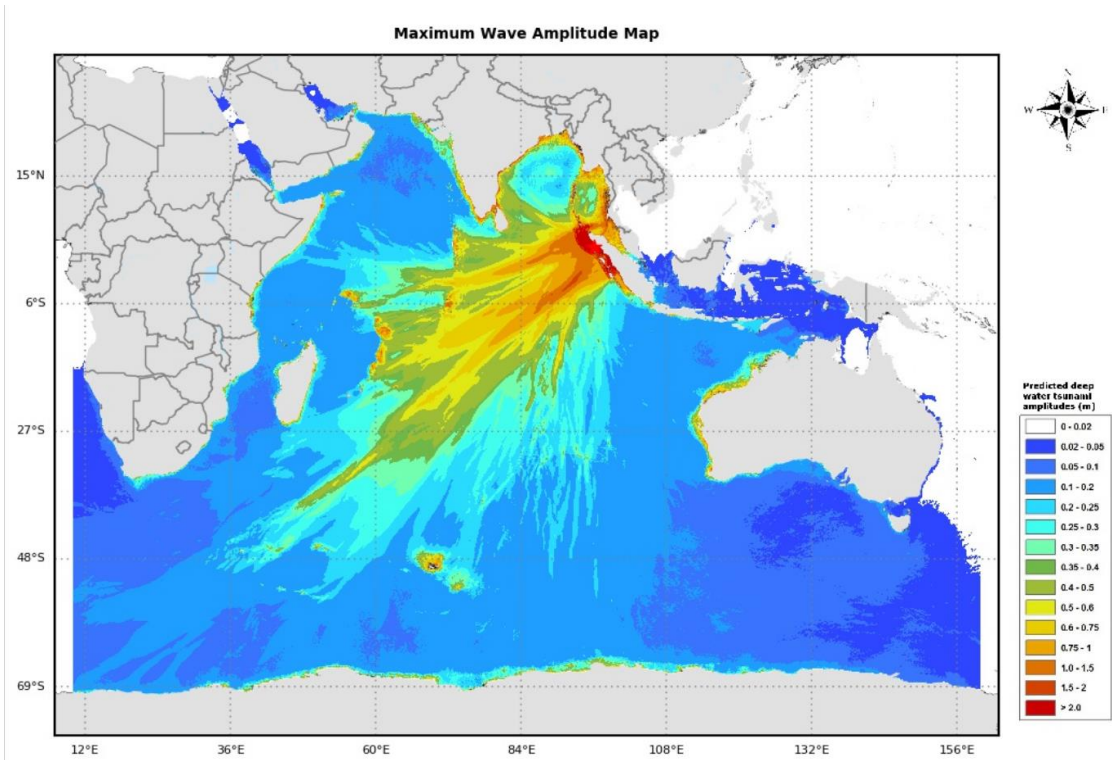 Maximum Wave Amplitude Map
N
W
E
S
15°N
6°S
27°S
48°S
69°S
12°E
36°E
60°E
84°E
108°E
132°E
156°E
Predicted deep
water tsunami
amplitudes (m)
0 - 0.02
0.02 - 0.05
0.05 - 0.1
0.1 - 0.2
0.2 - 0.25
0.25 - 0.3
0.3 - 0.35
0.35 - 0.4
0.4 - 0.5
0.5 - 0.6
0.6 - 0.75
0.75 - 1
1.0 - 1.5
1.5 - 2
> 2.0